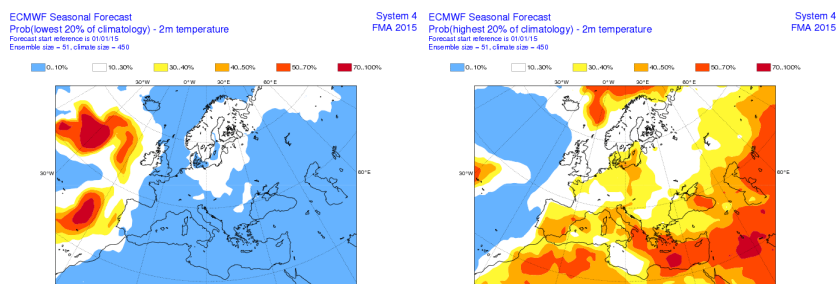 ECMWF Seasonal Forecast
System 4
Prob(lowest 20% of climatology) - 2m temperature
FMA 2015
Forecast start reference is 01/01/15
Ensemble size = 51, climate size = 450
0..10%
10..30%
30..40%
40..50%
50..70%
70..100%
30°W
0°W
30°E
60°E
30°W
60°E
ECMWF Seasonal Forecast
System 4
Prob(highest 20% of climatology) - 2m temperature
FMA 2015
Forecast start reference is 01/01/15
Ensemble size = 51, climate size = 450
0..10%
10..30%
30..40%
40..50%
50..70%
70..100%
30°W
0°W
30°E
60°E
30°W
60°E